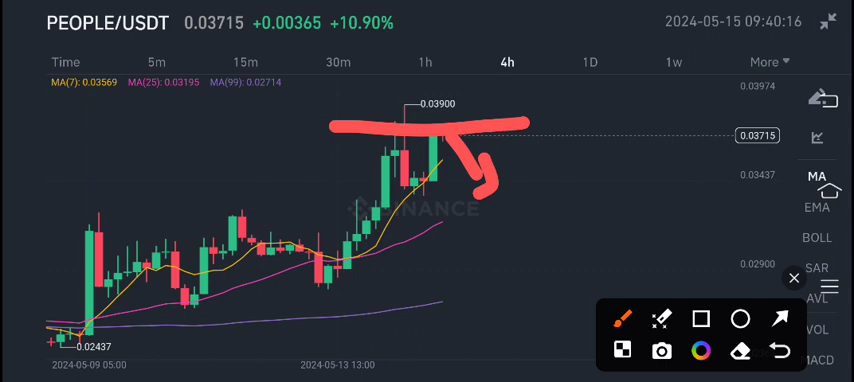 PEOPLE/USDT 0.03715 +0.00365 +10.90% 2024-05-15 09:40:16
Time 5m 15m 30m 1h 4h 1D 1w More
MA(7): 0.03569 MA(25): 0.03195 MA(99): 0.02714
0.03974
0.03900
0.03715
0.03437
MA
BINANCE
EMA
BOLL
0.02900
SAR
AVL
VOL
0.02437
MACD
2024-05-09 05:00 2024-05-13 13:00